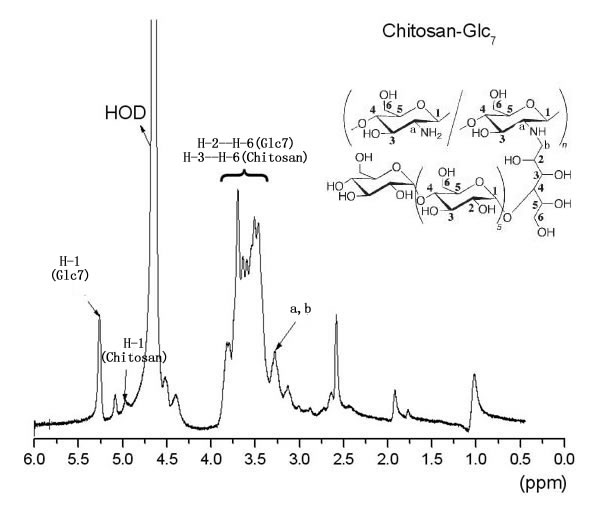 Chitosan-Glc7
HOD
H-2--H-6(Glc7)
H-3--H-6(Chitosan)
H-1
(Glc7)
H-1
(Chitosan)
a,b
OH
6
4
5
O
1
O
HO
3
a
NH2
OH
6
4
5
O
1
O
HO
3
a
NH
n
b
HO
2
3
OH
4
OH
5
6
OH
HO
O
HO
HO
OH
O
OH
6
4
5
O
1
HO
3
2
OH
5
O
6.0 5.5 5.0 4.5 4.0 3.5 3.0 2.5 2.0 1.5 1.0 0.5 0.0
(ppm)